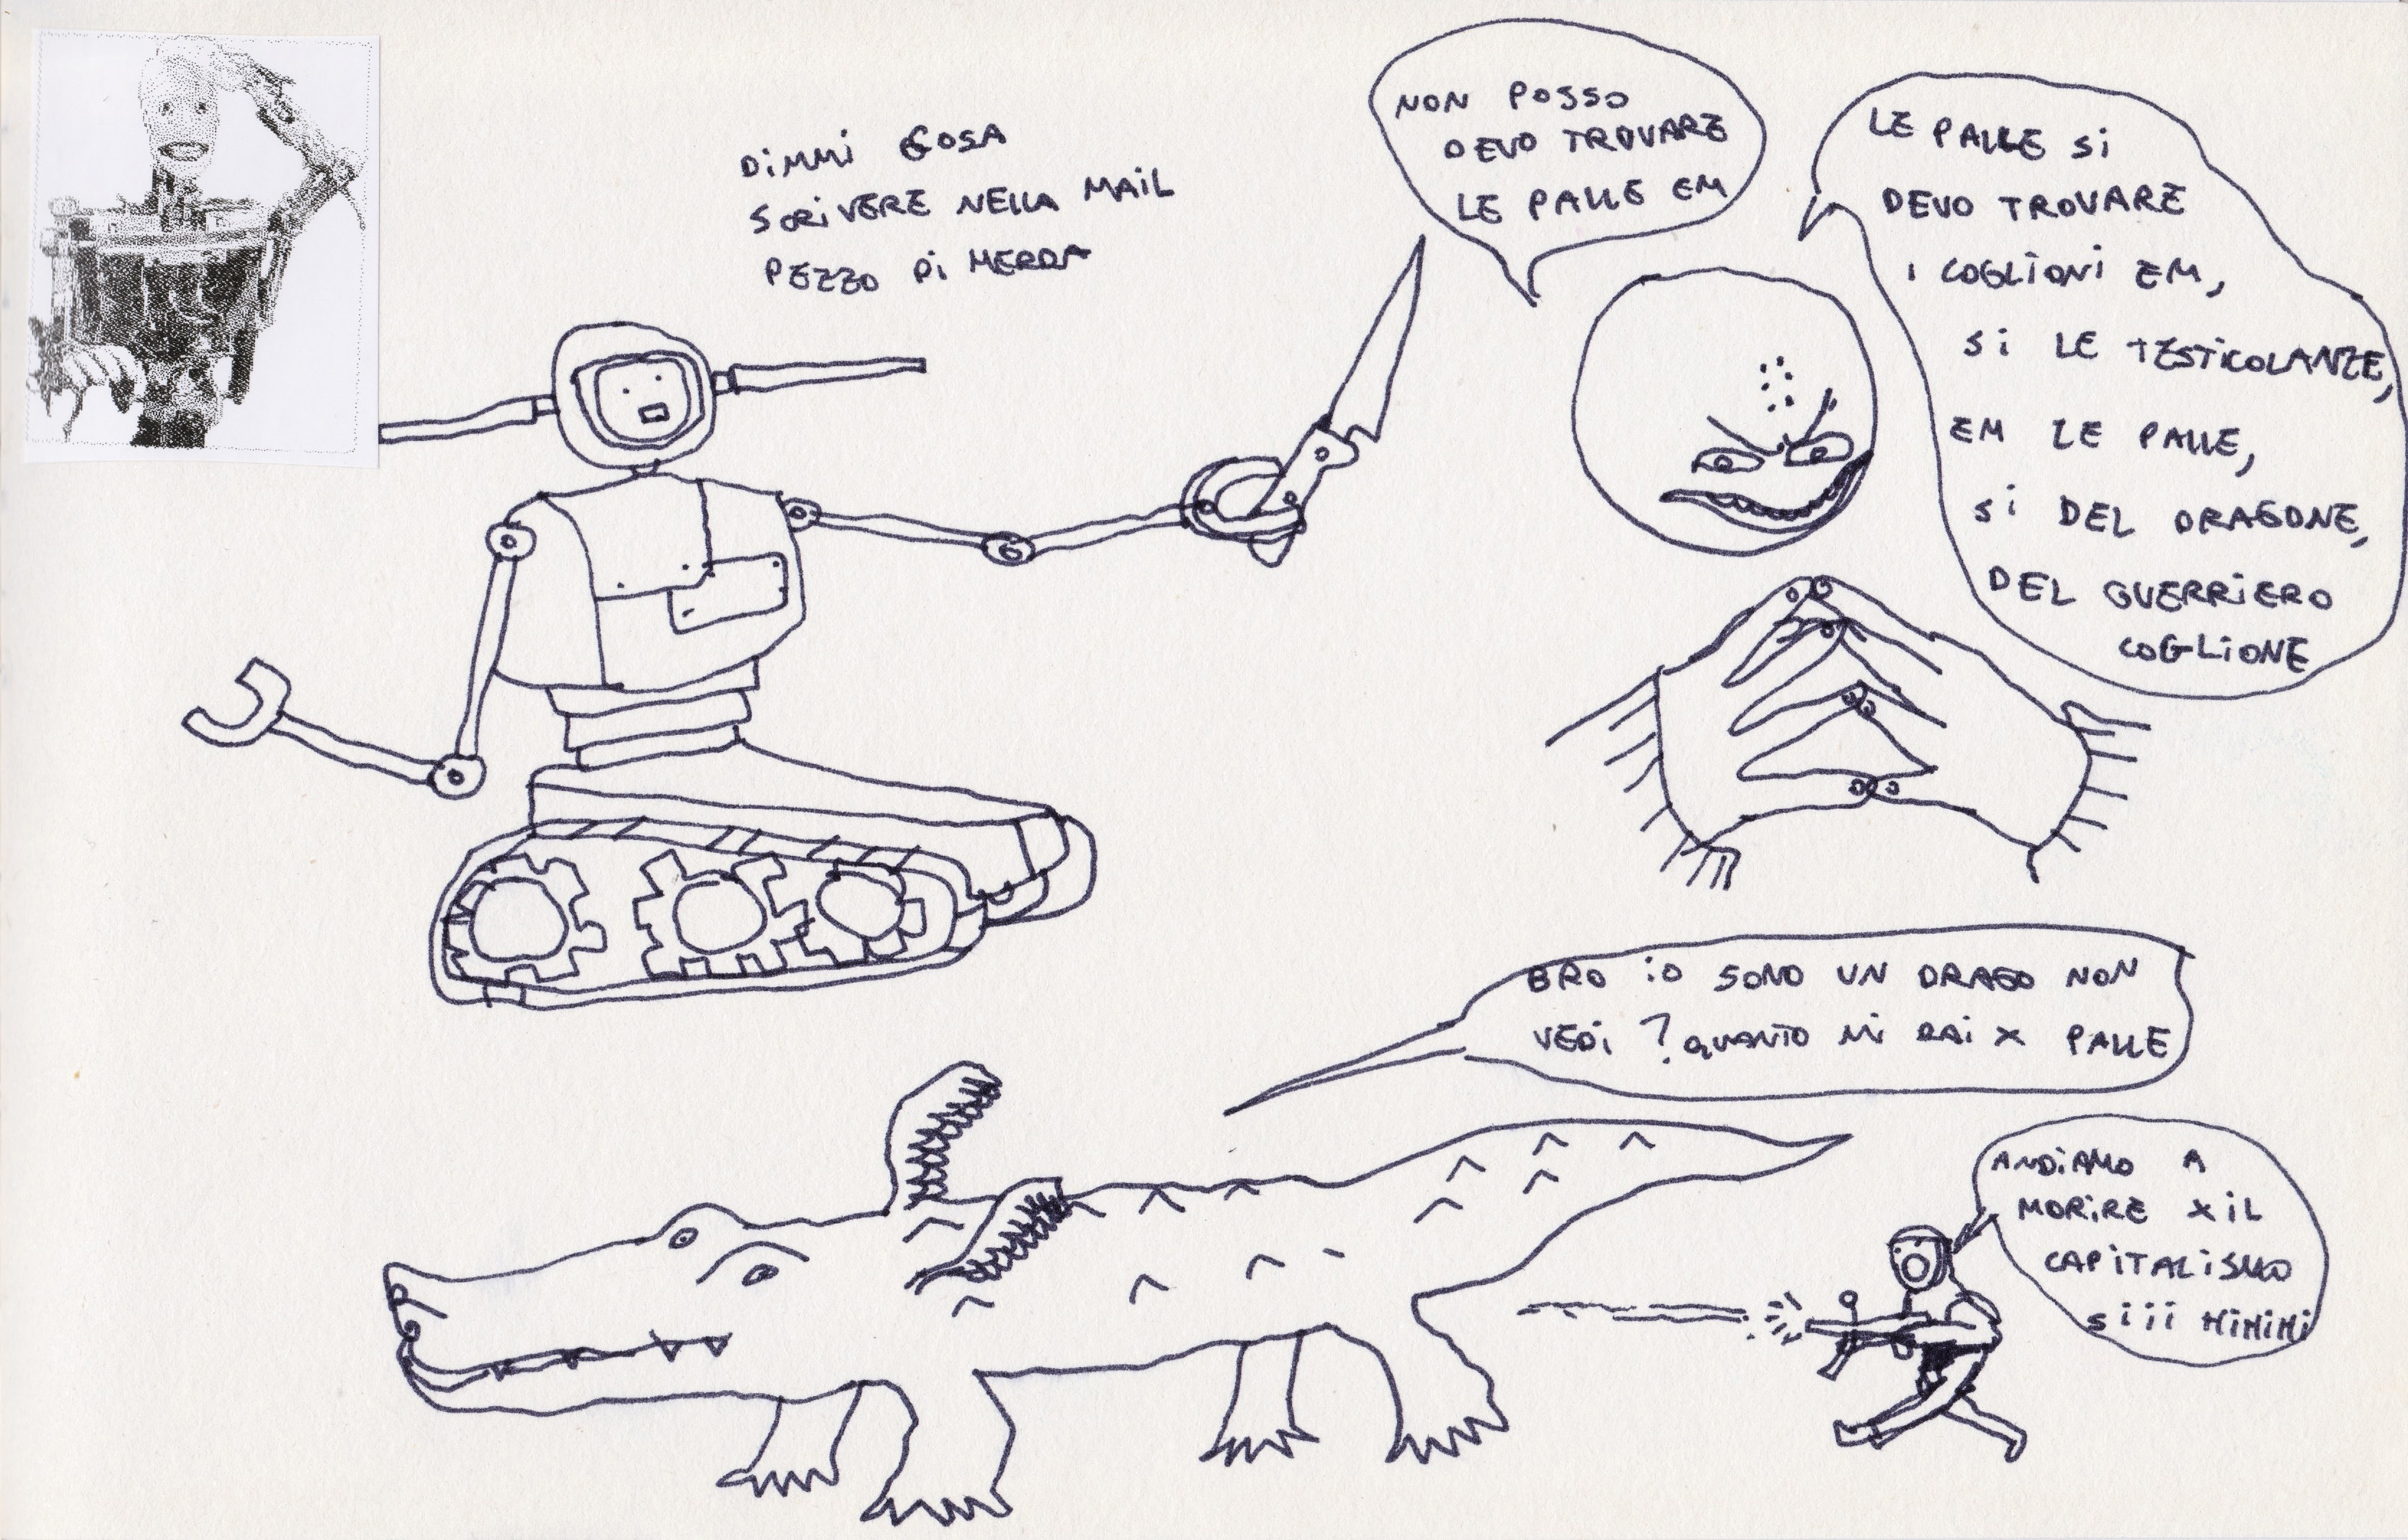 DIMMI COSA
SCRIVERE NELLA MAIL
PEZZO DI MERDA
NON POSSO
DEVO TROVARE
LE PALLE EM
LE PALLE SI
DEVO TROVARE
I COGLIONI EM,
SI LE TESTICOLANZE,
EM LE PALLE,
SI DEL DRAGONE,
DEL GUERRIERO
COGLIONE
BRO IO SONO UN DRAGO NON
VEDI? QUANTO MI DAI X PALLE
ANDIAMO A
MORIRE X IL
CAPITALISMO
SIII MIMIMI